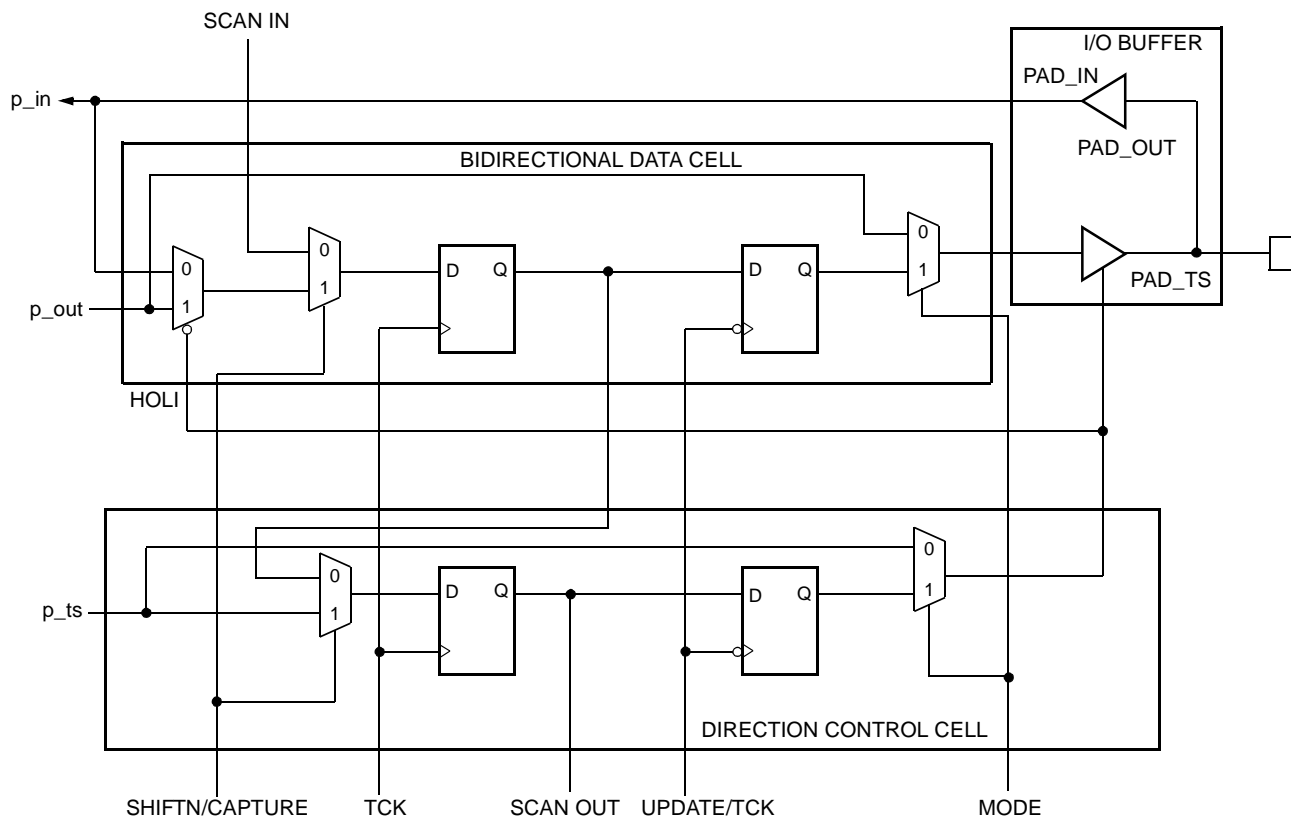 SCAN IN
I/O BUFFER
PAD_IN
p_in
PAD_OUT
BIDIRECTIONAL DATA CELL
0
0
0
1
D Q
D Q
1
1
PAD_TS
p_out
HOLI
0
0
1
D Q
D Q
1
p_ts
DIRECTION CONTROL CELL
SHIFTN/CAPTURE
TCK
SCAN OUT
UPDATE/TCK
MODE